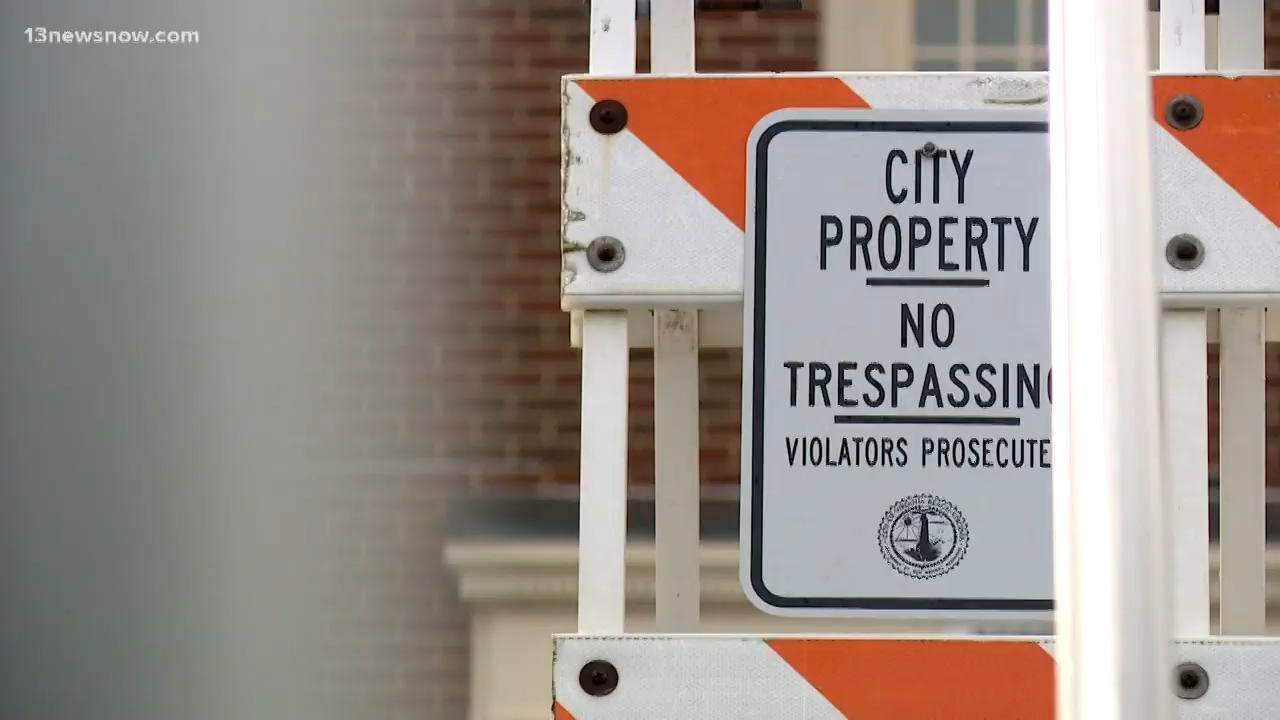 13newsnow.com
CITY
PROPERTY
NO
TRESPASSIN
VIOLATORS PROSECUTE